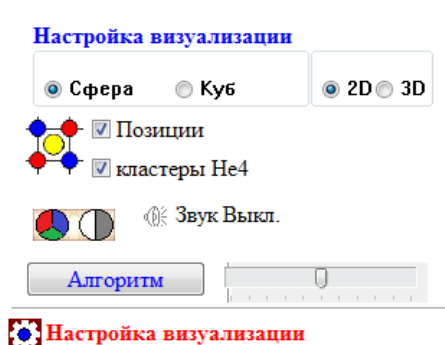 Настройка визуализации
Сфера Куб 2D 3D
Позиции
кластеры He4
Звук Выкл.
Алгоритм
Настройка визуализации